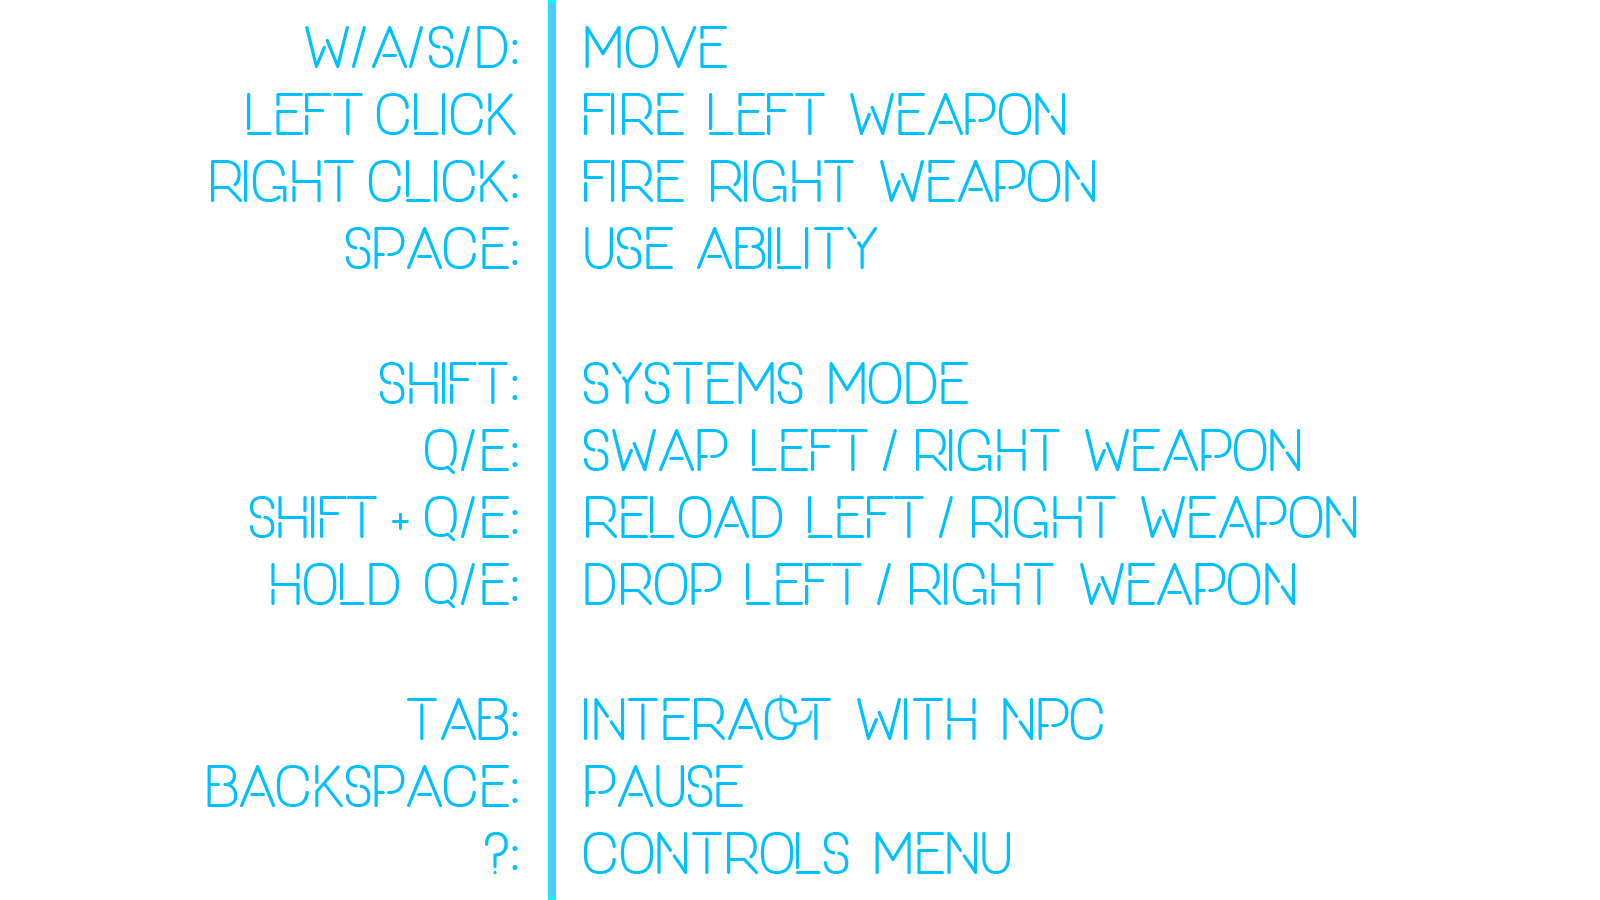 W/A/S/D: MOVE
LEFT CLICK FIRE LEFT WEAPON
RIGHT CLICK: FIRE RIGHT WEAPON
SPACE: USE ABILITY
SHIFT: SYSTEMS MODE
Q/E: SWAP LEFT / RIGHT WEAPON
SHIFT + Q/E: RELOAD LEFT / RIGHT WEAPON
HOLD Q/E: DROP LEFT / RIGHT WEAPON
TAB: INTERACT WITH NPC
BACKSPACE: PAUSE
?: CONTROLS MENU